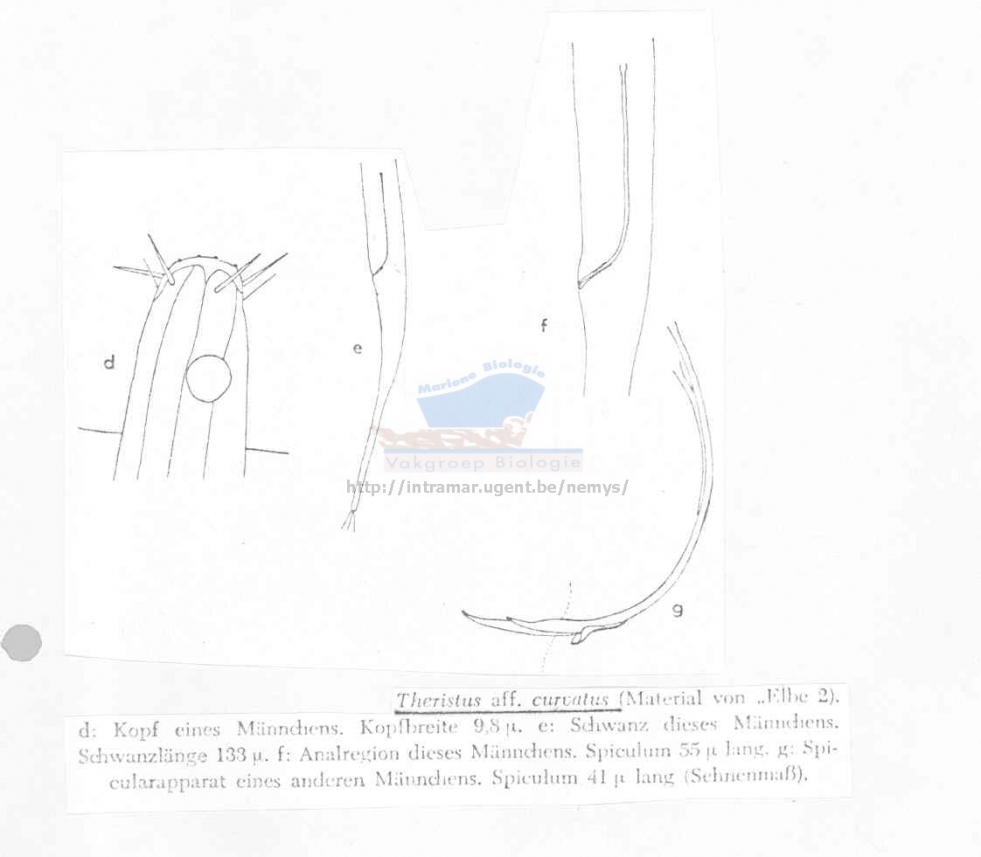 d
e
f
g
Mariene Biologie
Vakgroep Biologie
http://intramar.ugent.be/nemys/
Theristus aff. curvatus (Material von „Elbe 2).
d: Kopf eines Männchens. Kopfbreite 9,8 µ. e: Schwanz dieses Männchens.
Schwanzlänge 133 µ. f: Analregion dieses Männchens. Spiculum 55 µ lang. g: Spi-
cularapparat eines anderen Männchens. Spiculum 41 µ lang (Sehnenmaß).